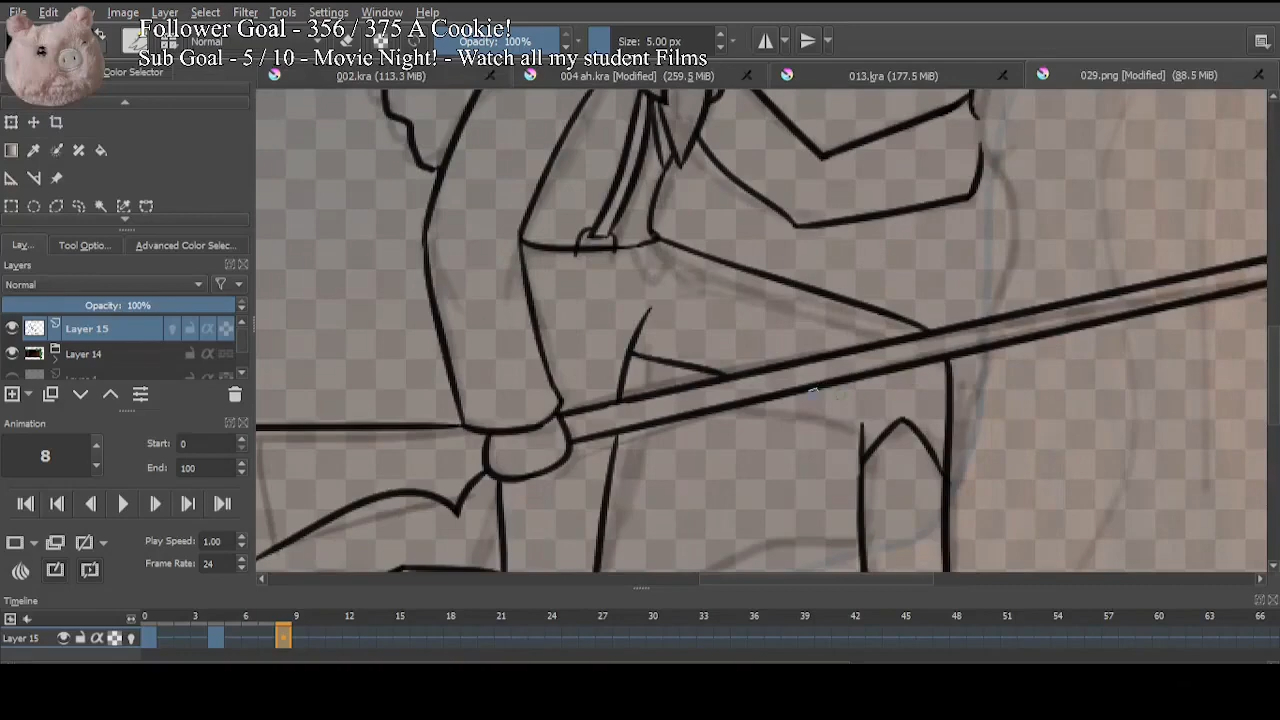 File Edit View Image Layer Select Filter Tools Settings Window Help
Follower Goal - 356 / 375 A Cookie!
Normal Opacity: 100% Size: 5.00 px
Sub Goal - 5 / 10 - Movie Night! - Watch all my student Films
Color Selector
002.kra (113.3 MB) 004 ah.kra [Modified] (259.5 MiB) 013.kra (177.5 MiB) 029.png [Modified] (88.5 MiB)
Lay... Tool Optio... Advanced Color Selec...
Layers
Normal
Opacity: 100%
Layer 15
Layer 14
Animation
8
Start: 0
End: 100
Play Speed: 1.00
Frame Rate: 24
Timeline
0 3 6 9 12 15 18 21 24 27 30 33 36 39 42 45 48 51 54 57 60 63 66
Layer 15